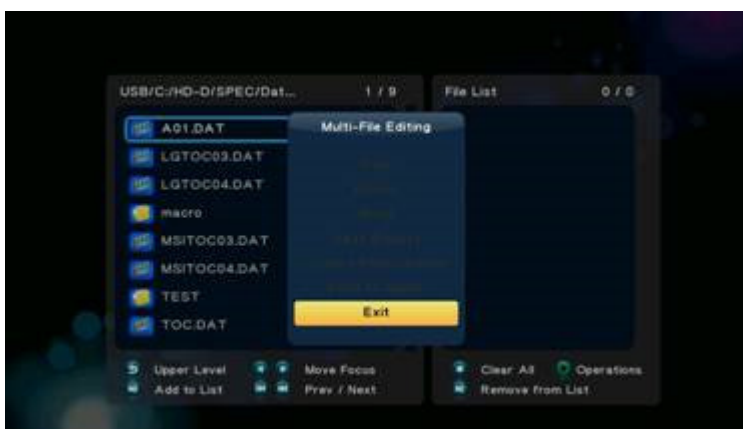 USB/C:/HD-D/SPEC/Dat... 1 / 9
File List 0 / 0
Multi-File Editing
A01.DAT
LGTOC03.DAT
LGTOC04.DAT
macro
MSITOC03.DAT
MSITOC04.DAT
TEST
TOC.DAT
Exit
Upper Level Move Focus
Clear All Operations
Add to List Prev / Next
Remove from List